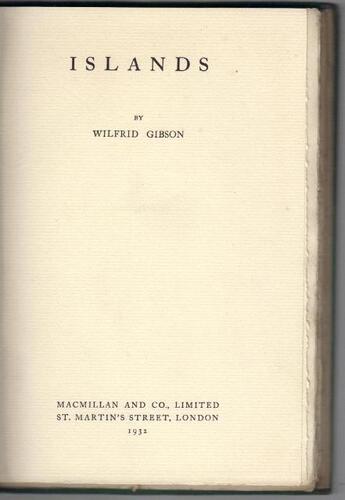 ISLANDS
BY
WILFRID GIBSON
MACMILLAN AND CO., LIMITED
ST. MARTIN'S STREET, LONDON
1932